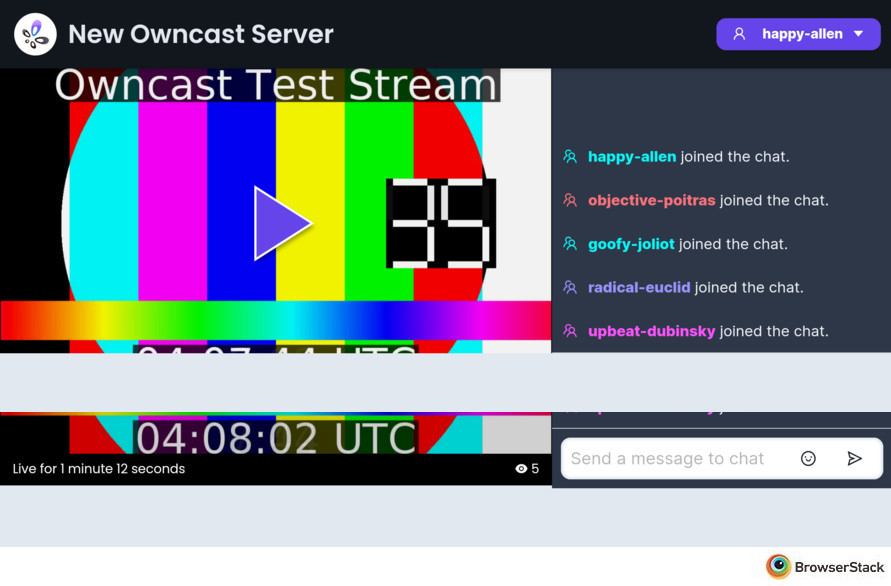 New Owncast Server
happy-allen
Owncast Test Stream
35
happy-allen joined the chat.
objective-poitras joined the chat.
goofy-joliot joined the chat.
radical-euclid joined the chat.
upbeat-dubinsky joined the chat.
UTC
04:08:02 UTC
Live for 1 minute 12 seconds
5
Send a message to chat
BrowserStack